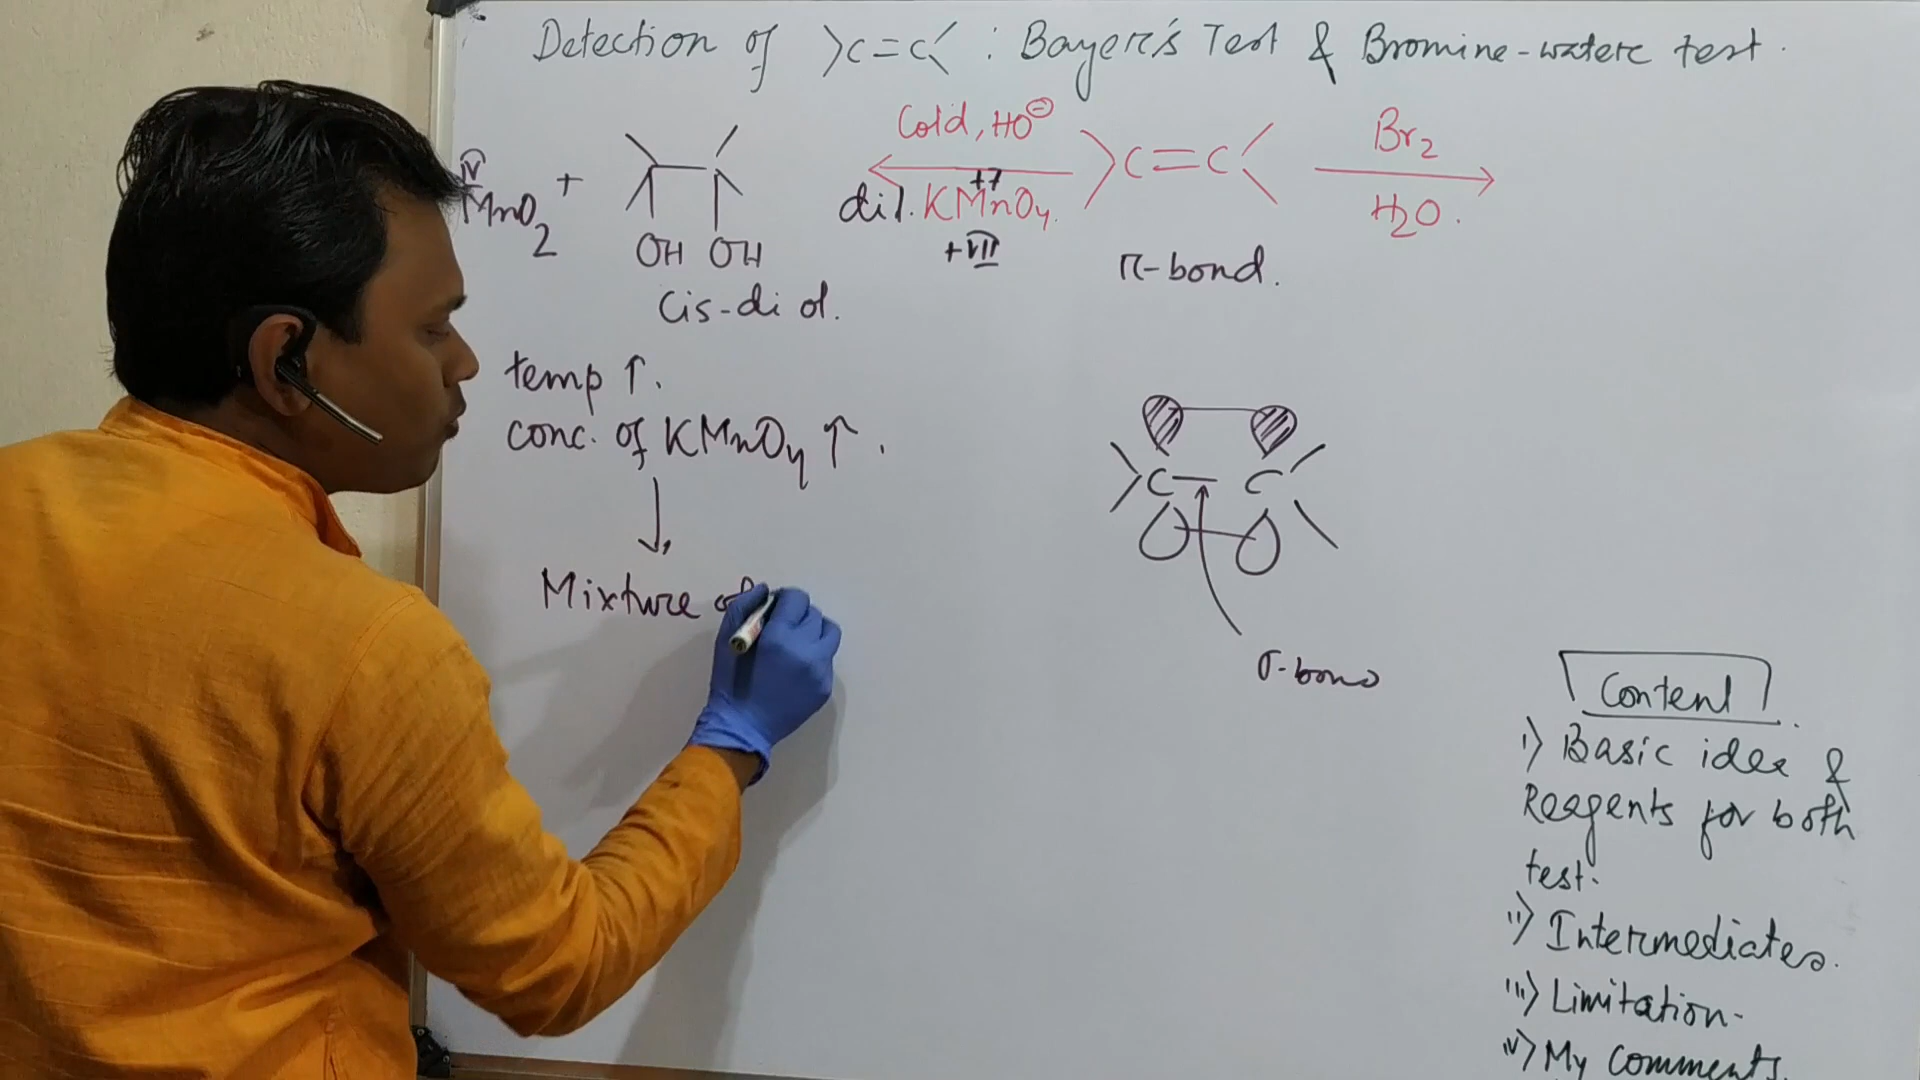 Detection of >C=C< : Bayer's Test & Bromine-water test.
Cold, HO⊖
dil. KMnO4.
+7
+VII
>C=C<
π-bond.
Br2
H2O.
IV
MnO2 +
OH OH
Cis-diol.
temp ↑.
conc. of KMnO4 ↑.
↓
Mixture of
C - C
σ-bond
Content
i) Basic idea &
Reagents for both
test.
ii) Intermediates.
iii) Limitation-
iv) My comments.